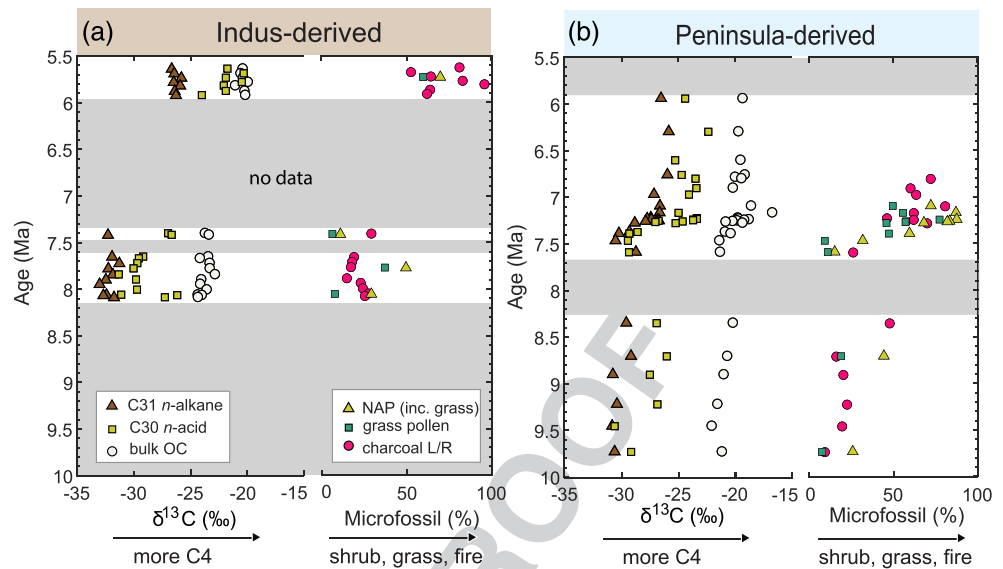 (a)
Indus-derived
5.5
6
6.5
7
7.5
8
8.5
9
9.5
10
Age (Ma)
no data
C31 n-alkane
C30 n-acid
bulk OC
NAP (inc. grass)
grass pollen
charcoal L/R
-35 -30 -25 -20 -15
0 50 100
δ13C (‰)
Microfossil (%)
more C4
shrub, grass, fire
(b)
Peninsula-derived
5.5
6
6.5
7
7.5
8
8.5
9
9.5
10
Age (Ma)
-35 -30 -25 -20 -15
0 50 100
δ13C (‰)
Microfossil (%)
more C4
shrub, grass, fire
ROOF